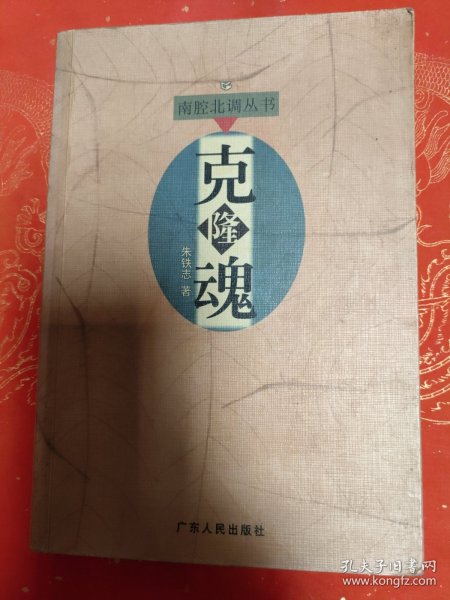 南腔北调丛书
克
隆
魂
朱铁志 著
广东人民出版社
孔夫子旧书网
www.kongfz.com